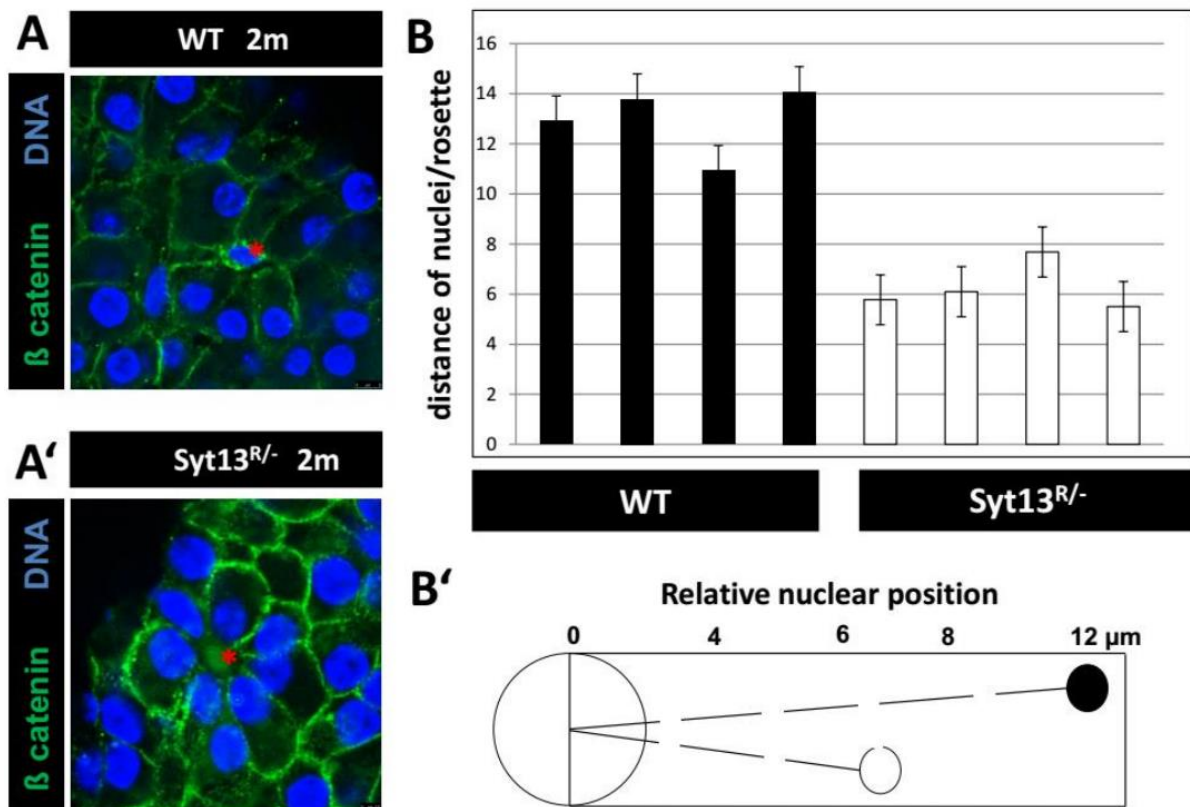 A
WT 2m
ß catenin DNA
A‘
Syt13R/- 2m
ß catenin DNA
B
distance of nuclei/rosette
16
14
12
10
8
6
4
2
0
WT
Syt13R/-
B‘
Relative nuclear position
0 4 6 8 12 µm